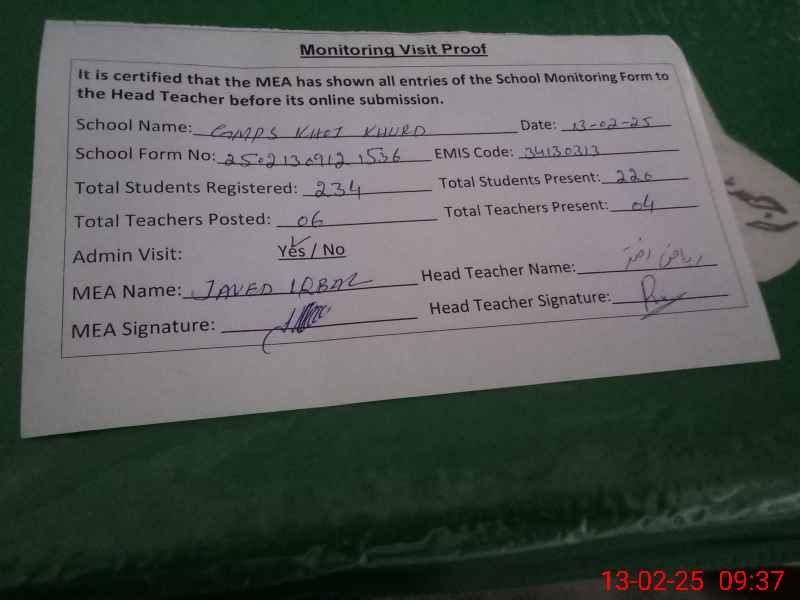 Monitoring Visit Proof
It is certified that the MEA has shown all entries of the School Monitoring Form to
the Head Teacher before its online submission.
School Name: GMPS KHOJ KHURD Date: 13-02-25
School Form No: 2502130912 1536 EMIS Code: 34130313
Total Students Registered: 234 Total Students Present: 220
Total Teachers Posted: 06 Total Teachers Present: 04
Admin Visit: Yes / No
MEA Name: JAVED IQBAL Head Teacher Name: ریاض
MEA Signature: Head Teacher Signature:
13-02-25 09:37